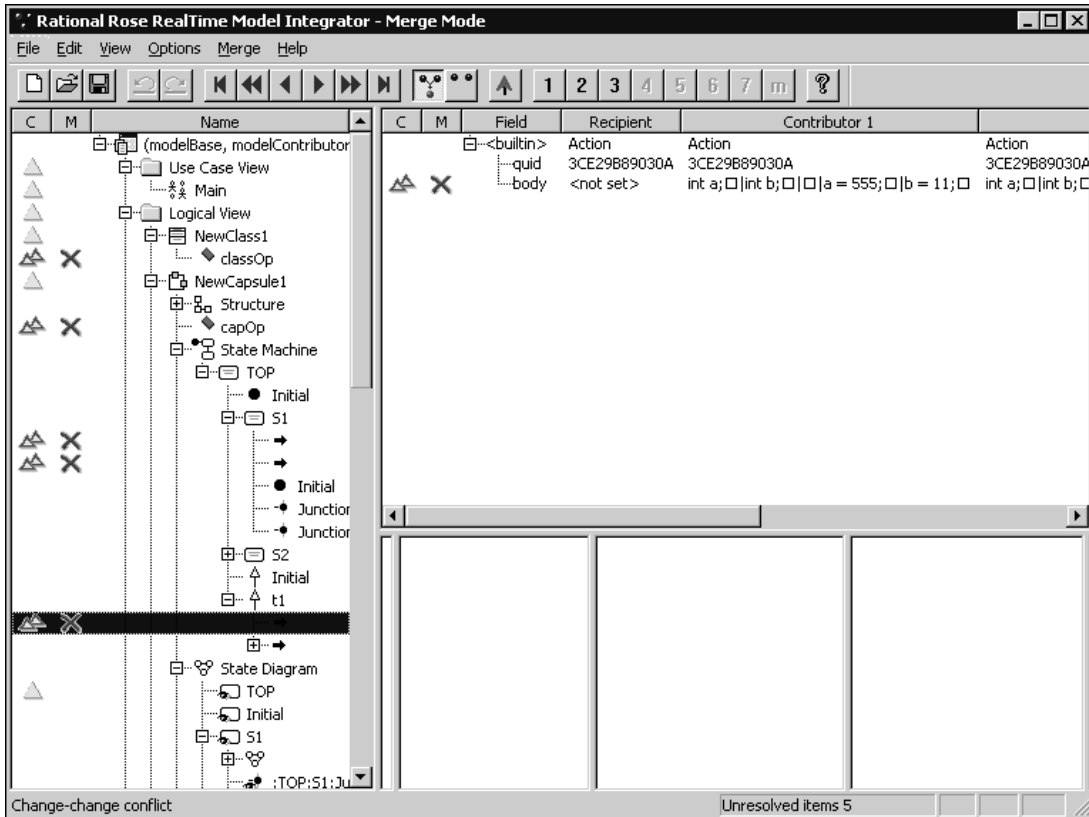 Rational Rose RealTime Model Integrator - Merge Mode
File Edit View Options Merge Help
1 2 3 4 5 6 7 m
C M Name
(modelBase, modelContributor
Use Case View
Main
Logical View
NewClass1
classOp
NewCapsule1
Structure
capOp
State Machine
TOP
Initial
S1
Initial
Junction
Junction
S2
Initial
t1
State Diagram
TOP
Initial
S1
:TOP:S1:Ju
C M Field Recipient Contributor 1
<builtin> Action Action Action
quid 3CE29B89030A 3CE29B89030A 3CE29B89030A
body <not set> int a;□|int b;□|□|a = 555;□|b = 11;□ int a;□|int b;□
Change-change conflict
Unresolved items 5